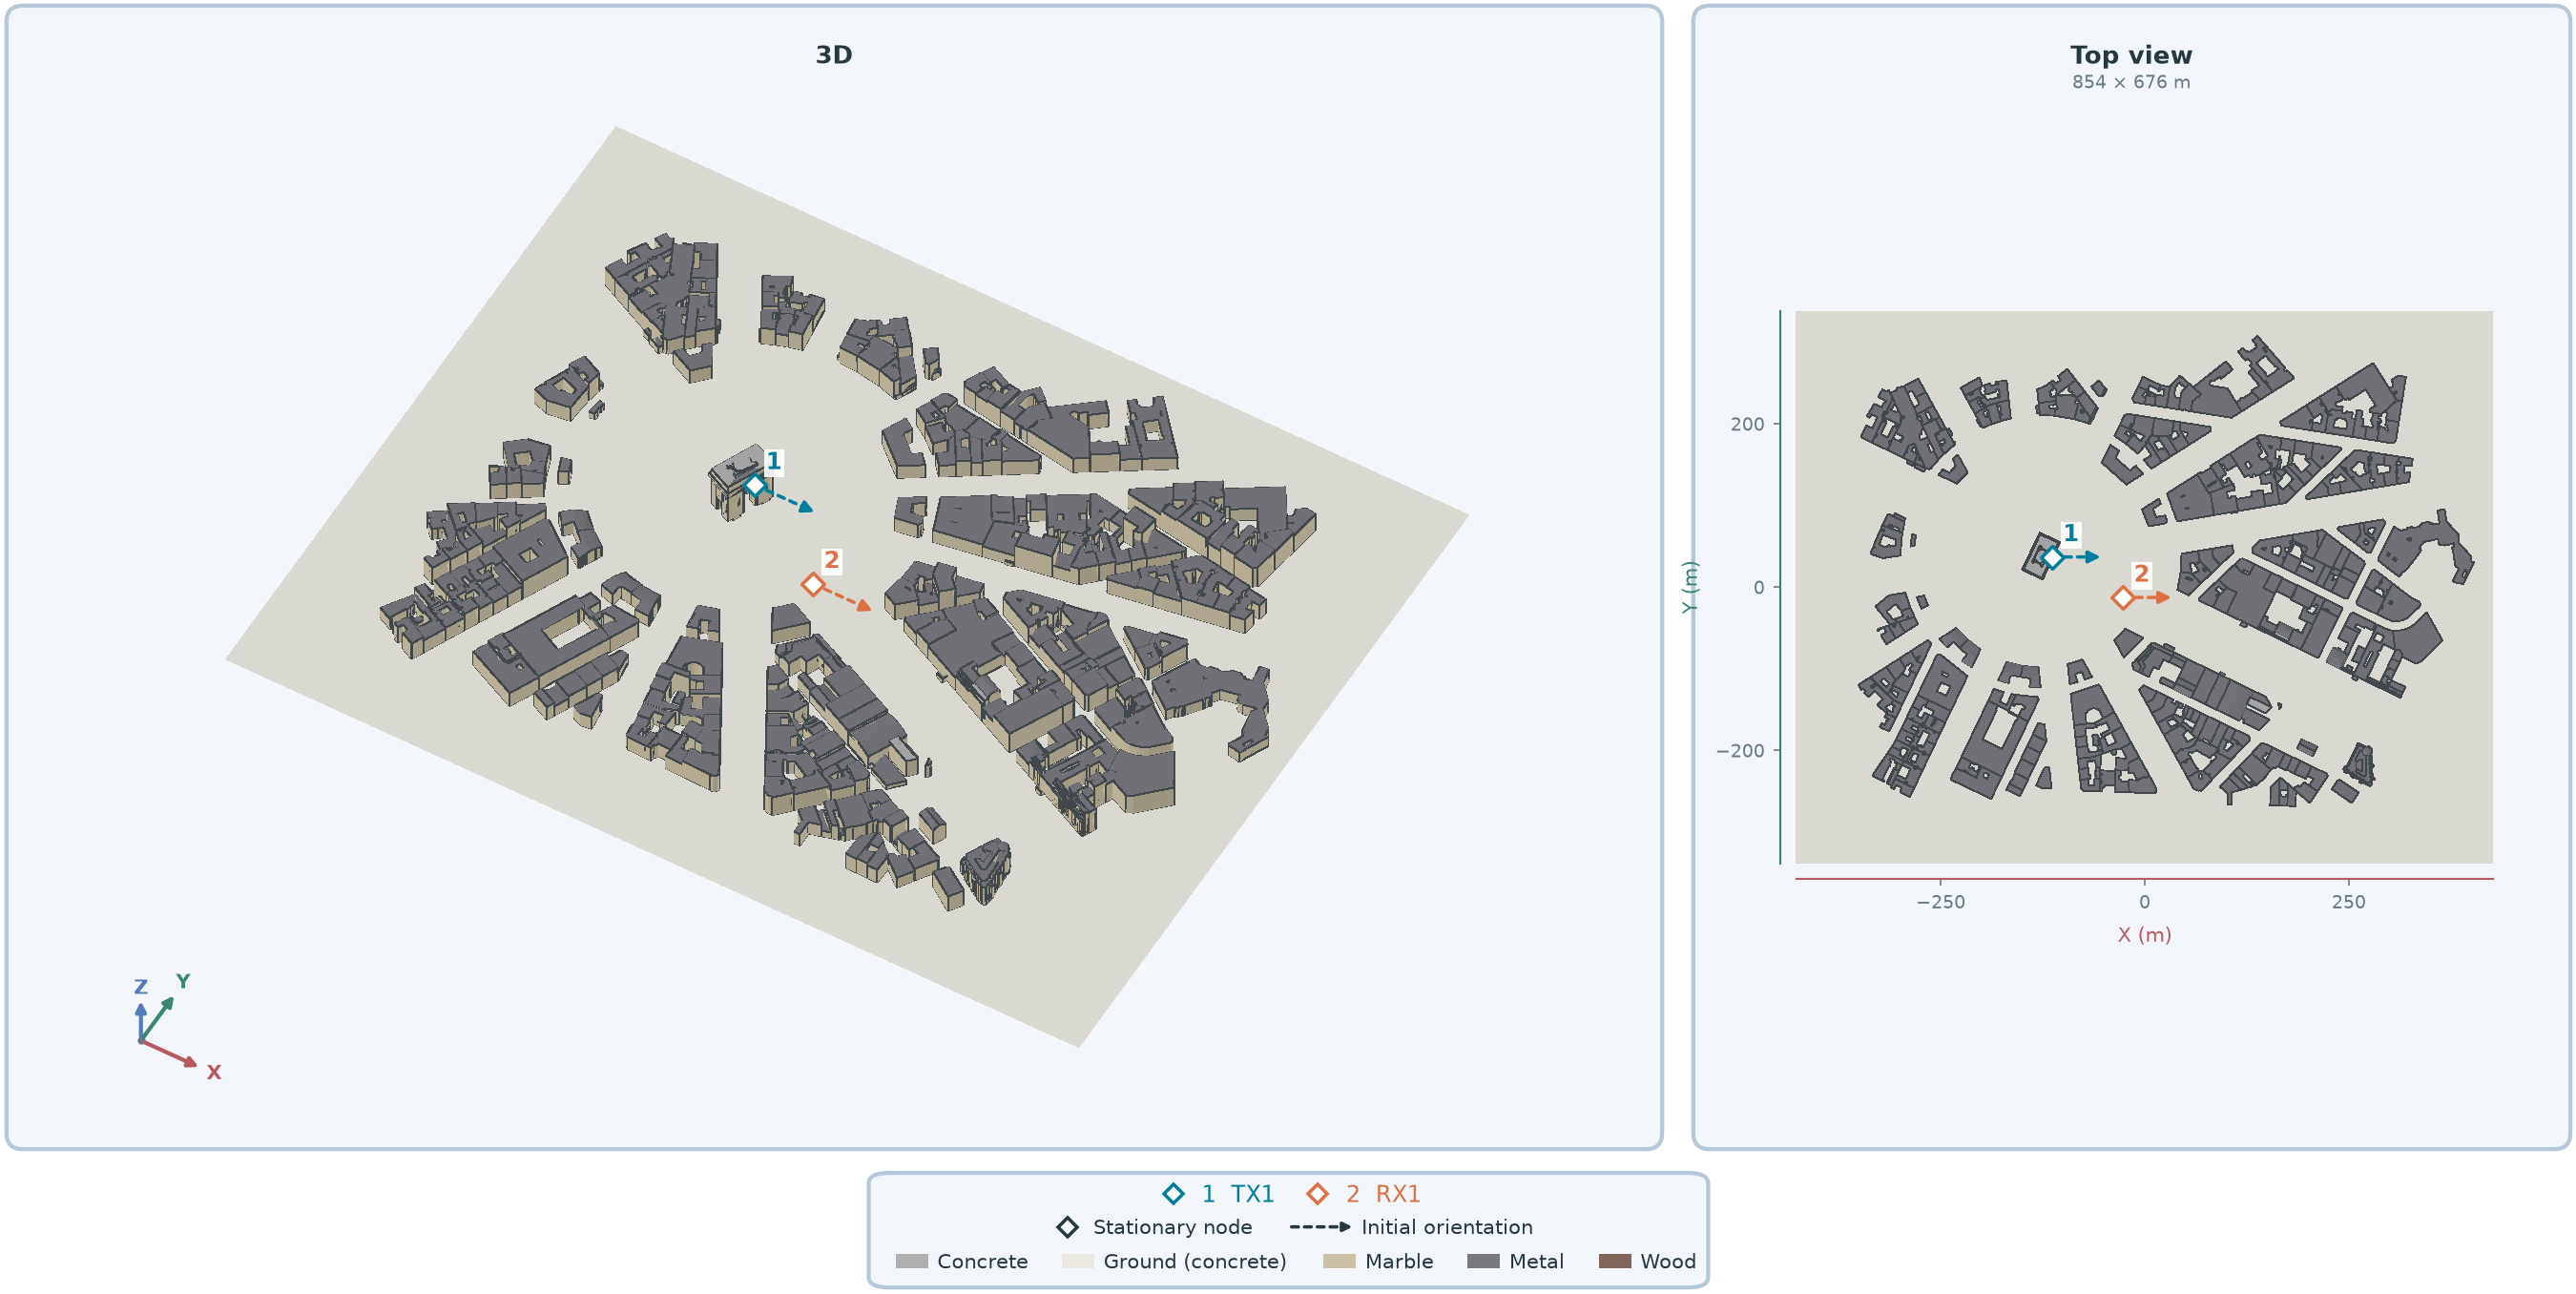 3D
1
2
Z
Y
X
Top view
854 × 676 m
Y (m)
200
0
−200
1
2
−250
0
250
X (m)
1 TX1
2 RX1
Stationary node
Initial orientation
Concrete
Ground (concrete)
Marble
Metal
Wood